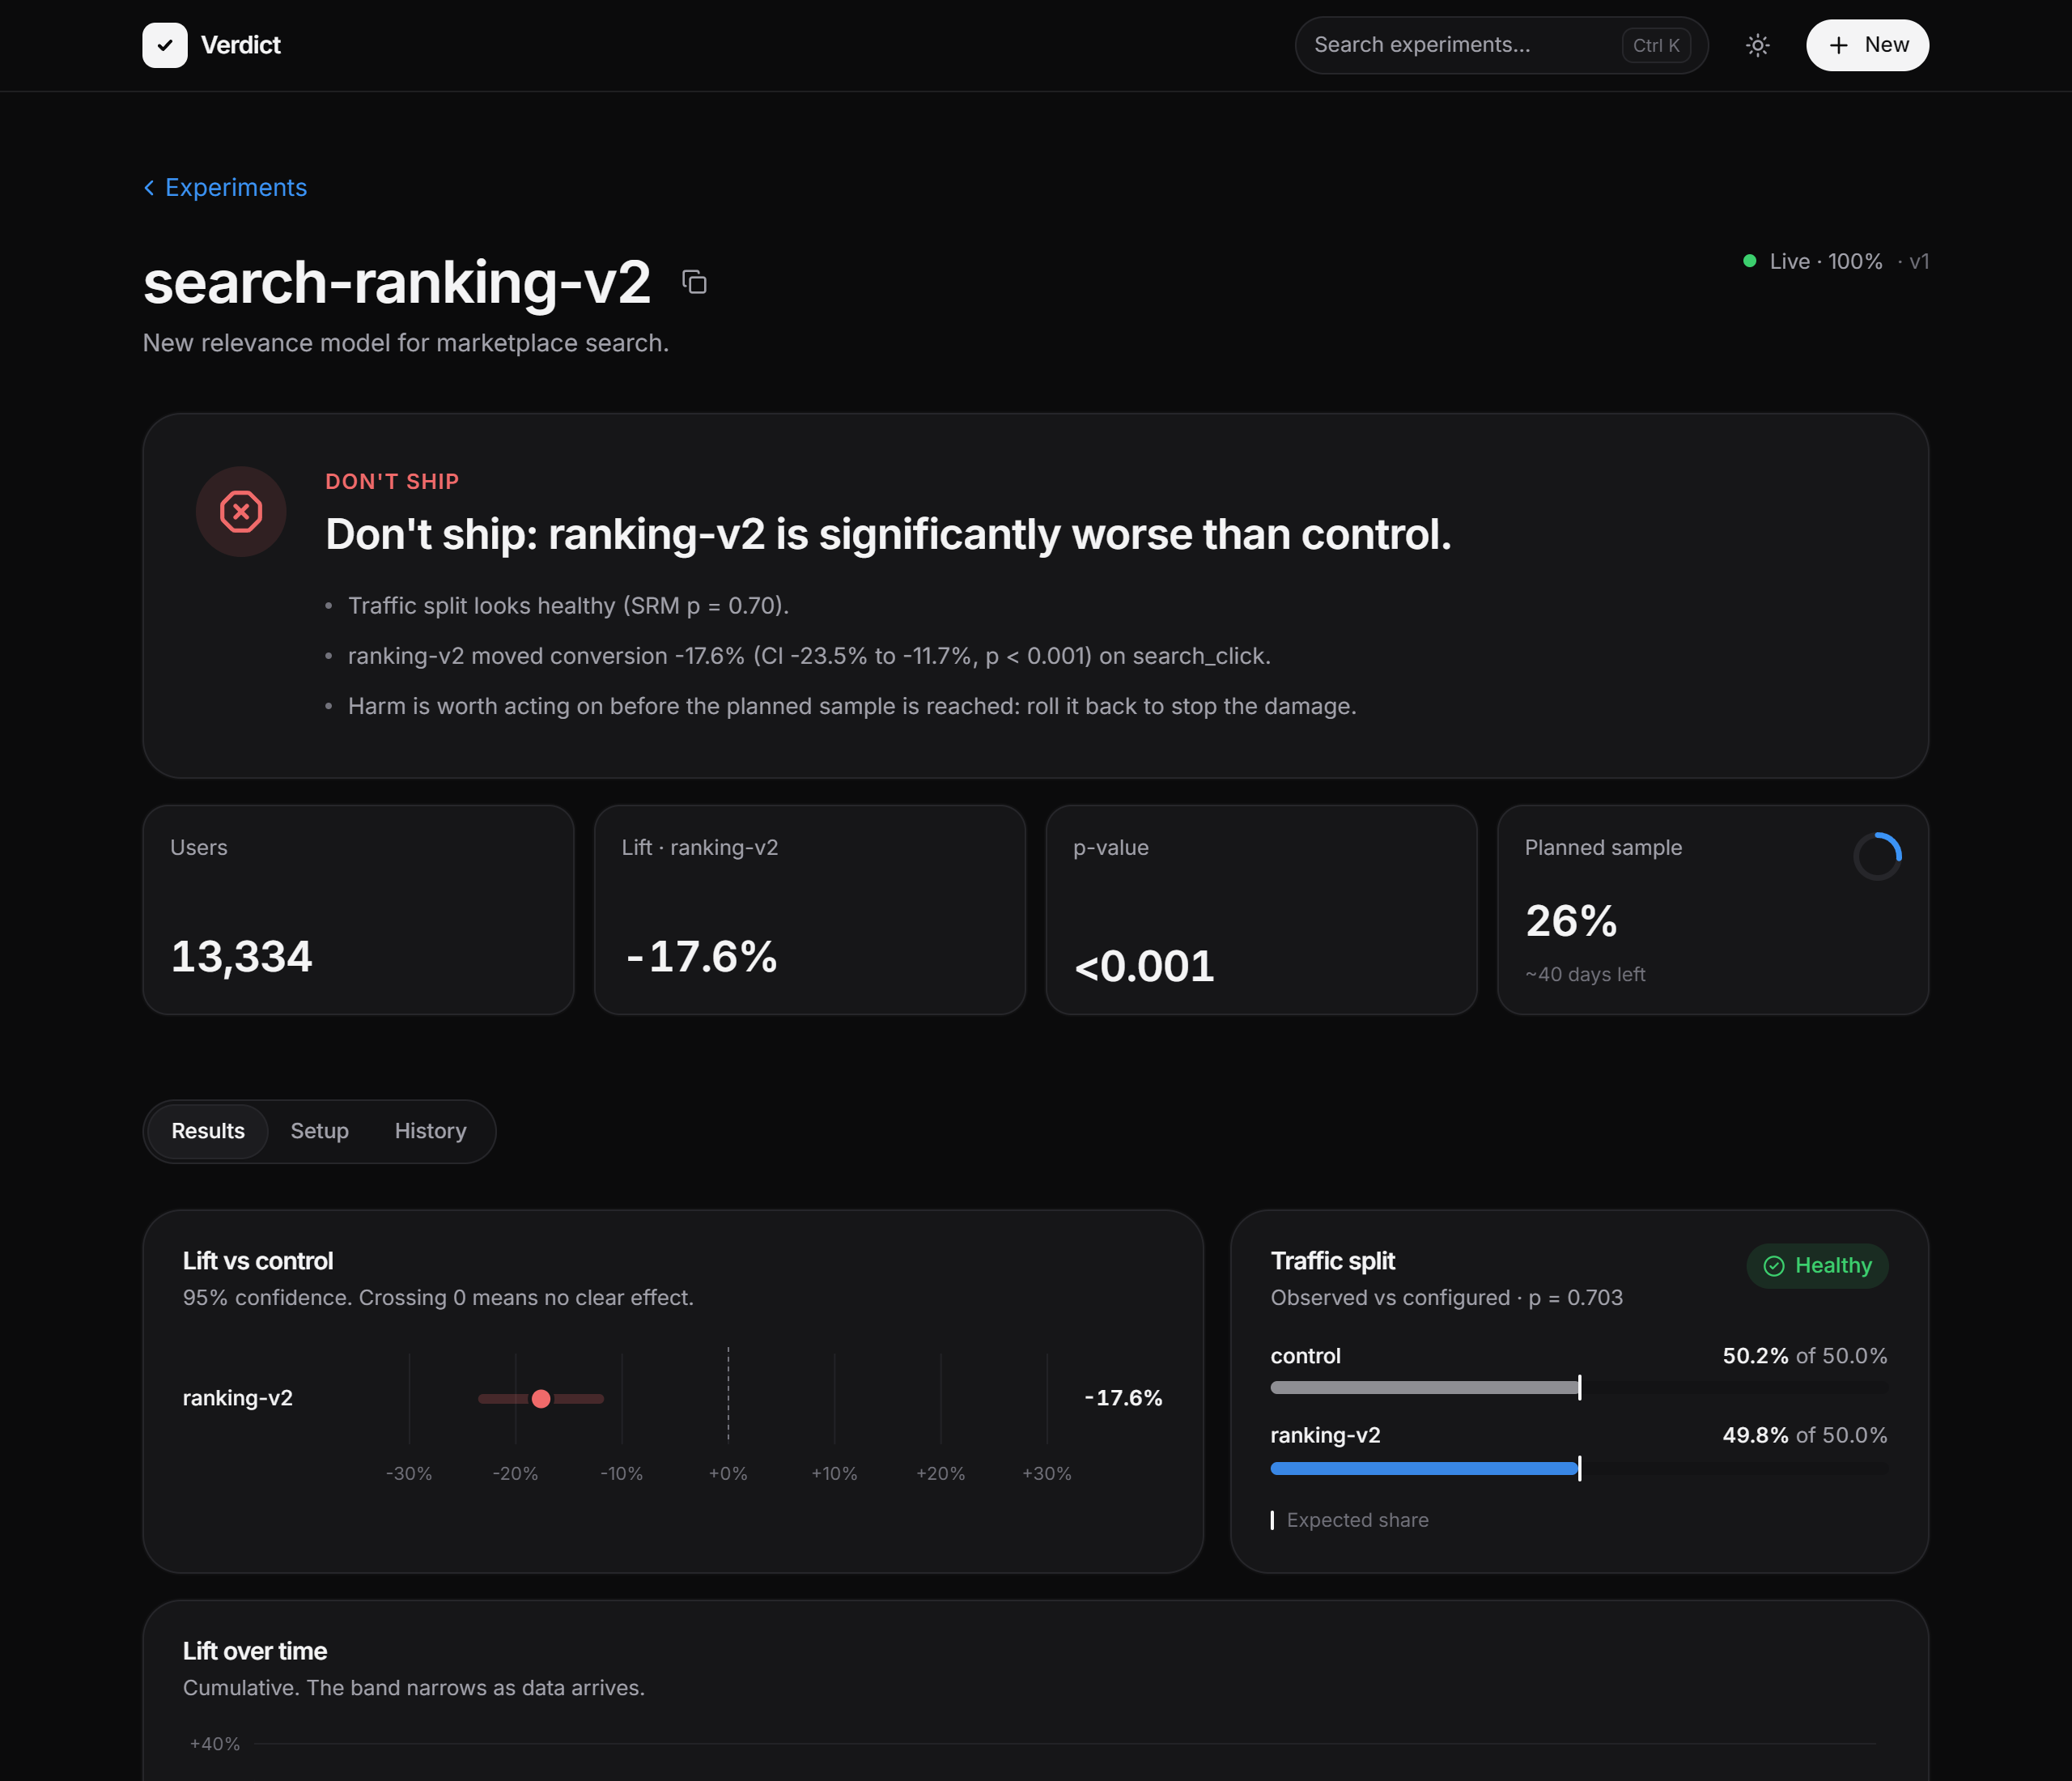 Verdict
Search experiments...
Ctrl K
New
Experiments
search-ranking-v2
Live · 100% · v1
New relevance model for marketplace search.
DON'T SHIP
Don't ship: ranking-v2 is significantly worse than control.
• Traffic split looks healthy (SRM p = 0.70).
• ranking-v2 moved conversion -17.6% (CI -23.5% to -11.7%, p < 0.001) on search_click.
• Harm is worth acting on before the planned sample is reached: roll it back to stop the damage.
Users
13,334
Lift · ranking-v2
-17.6%
p-value
<0.001
Planned sample
26%
~40 days left
Results
Setup
History
Lift vs control
95% confidence. Crossing 0 means no clear effect.
ranking-v2
-17.6%
-30% -20% -10% +0% +10% +20% +30%
Traffic split
Healthy
Observed vs configured · p = 0.703
control
50.2% of 50.0%
ranking-v2
49.8% of 50.0%
Expected share
Lift over time
Cumulative. The band narrows as data arrives.
+40%